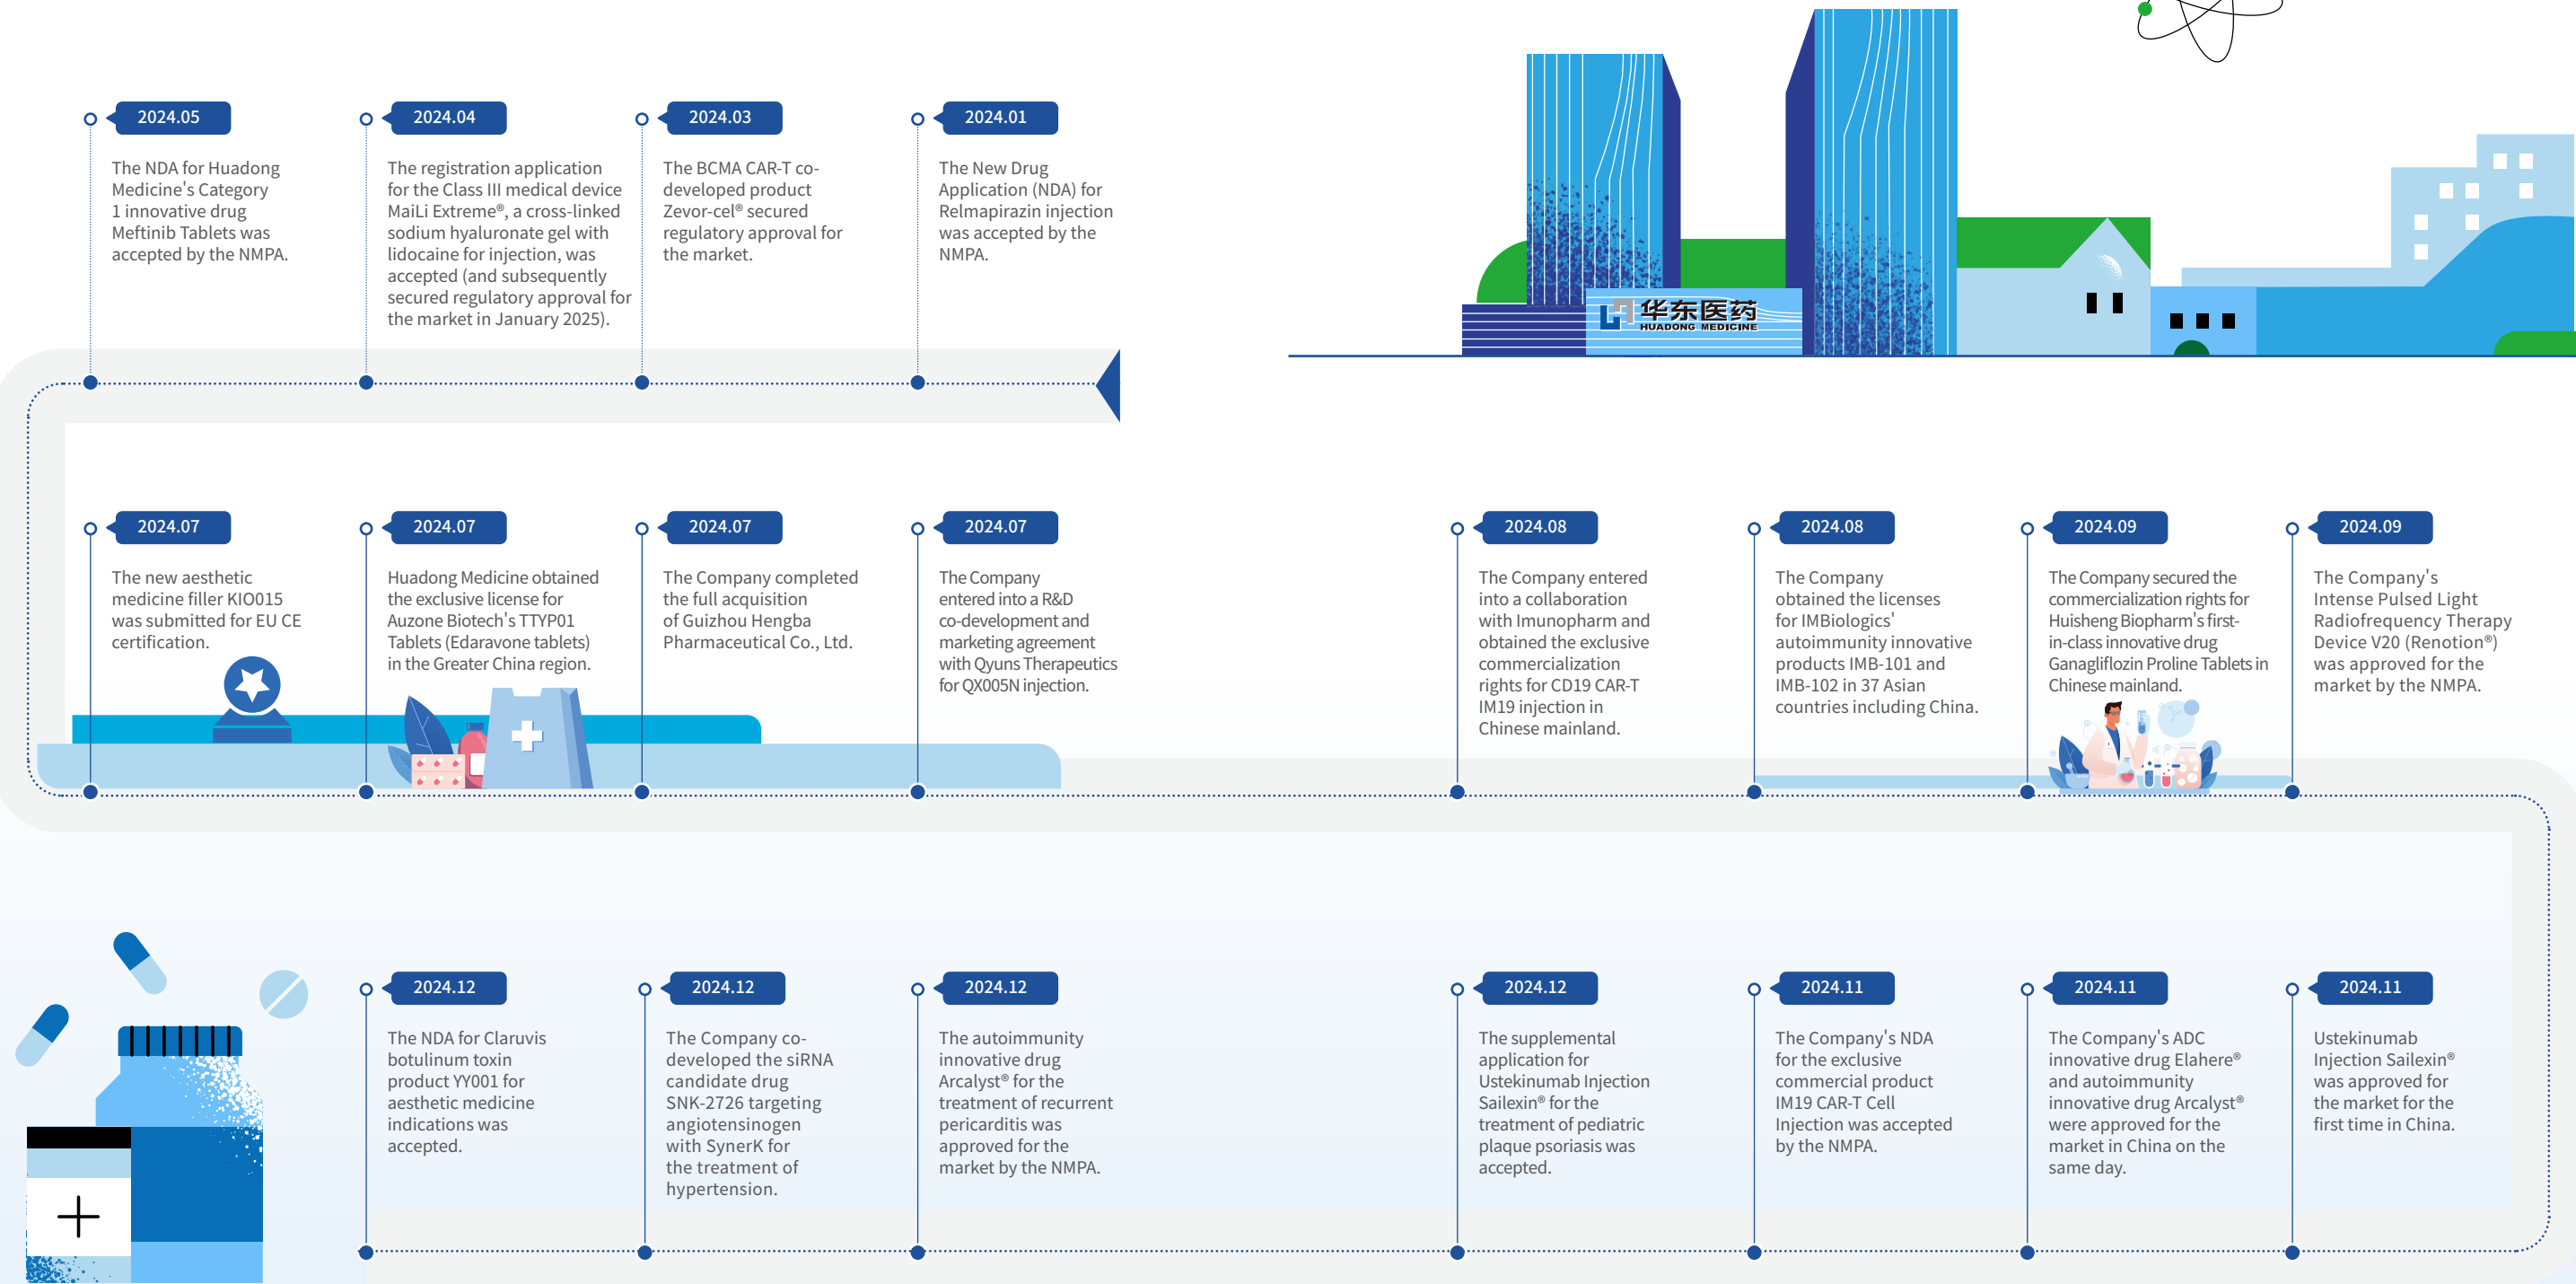 2024.05
The NDA for Huadong
Medicine's Category
1 innovative drug
Meftinib Tablets was
accepted by the NMPA.
2024.04
The registration application
for the Class III medical device
MaiLi Extreme®, a cross-linked
sodium hyaluronate gel with
lidocaine for injection, was
accepted (and subsequently
secured regulatory approval for
the market in January 2025).
2024.03
The BCMA CAR-T co-
developed product
Zevor-cel® secured
regulatory approval for
the market.
2024.01
The New Drug
Application (NDA) for
Relmapirazin injection
was accepted by the
NMPA.
华东医药
HUADONG MEDICINE
2024.07
The new aesthetic
medicine filler KIO015
was submitted for EU CE
certification.
2024.07
Huadong Medicine obtained
the exclusive license for
Auzone Biotech's TTYP01
Tablets (Edaravone tablets)
in the Greater China region.
2024.07
The Company completed
the full acquisition
of Guizhou Hengba
Pharmaceutical Co., Ltd.
2024.07
The Company
entered into a R&D
co-development and
marketing agreement
with Qyuns Therapeutics
for QX005N injection.
2024.08
The Company entered
into a collaboration
with Imunopharm and
obtained the exclusive
commercialization
rights for CD19 CAR-T
IM19 injection in
Chinese mainland.
2024.08
The Company
obtained the licenses
for IMBiologics'
autoimmunity innovative
products IMB-101 and
IMB-102 in 37 Asian
countries including China.
2024.09
The Company secured the
commercialization rights for
Huisheng Biopharm's first-
in-class innovative drug
Ganagliflozin Proline Tablets in
Chinese mainland.
2024.09
The Company's
Intense Pulsed Light
Radiofrequency Therapy
Device V20 (Renotion®)
was approved for the
market by the NMPA.
2024.12
The NDA for Claruvis
botulinum toxin
product YY001 for
aesthetic medicine
indications was
accepted.
2024.12
The Company co-
developed the siRNA
candidate drug
SNK-2726 targeting
angiotensinogen
with SynerK for
the treatment of
hypertension.
2024.12
The autoimmunity
innovative drug
Arcalyst® for the
treatment of recurrent
pericarditis was
approved for the
market by the NMPA.
2024.12
The supplemental
application for
Ustekinumab Injection
Sailexin® for the
treatment of pediatric
plaque psoriasis was
accepted.
2024.11
The Company's NDA
for the exclusive
commercial product
IM19 CAR-T Cell
Injection was accepted
by the NMPA.
2024.11
The Company's ADC
innovative drug Elahere®
and autoimmunity
innovative drug Arcalyst®
were approved for the
market in China on the
same day.
2024.11
Ustekinumab
Injection Sailexin®
was approved for
the market for the
first time in China.